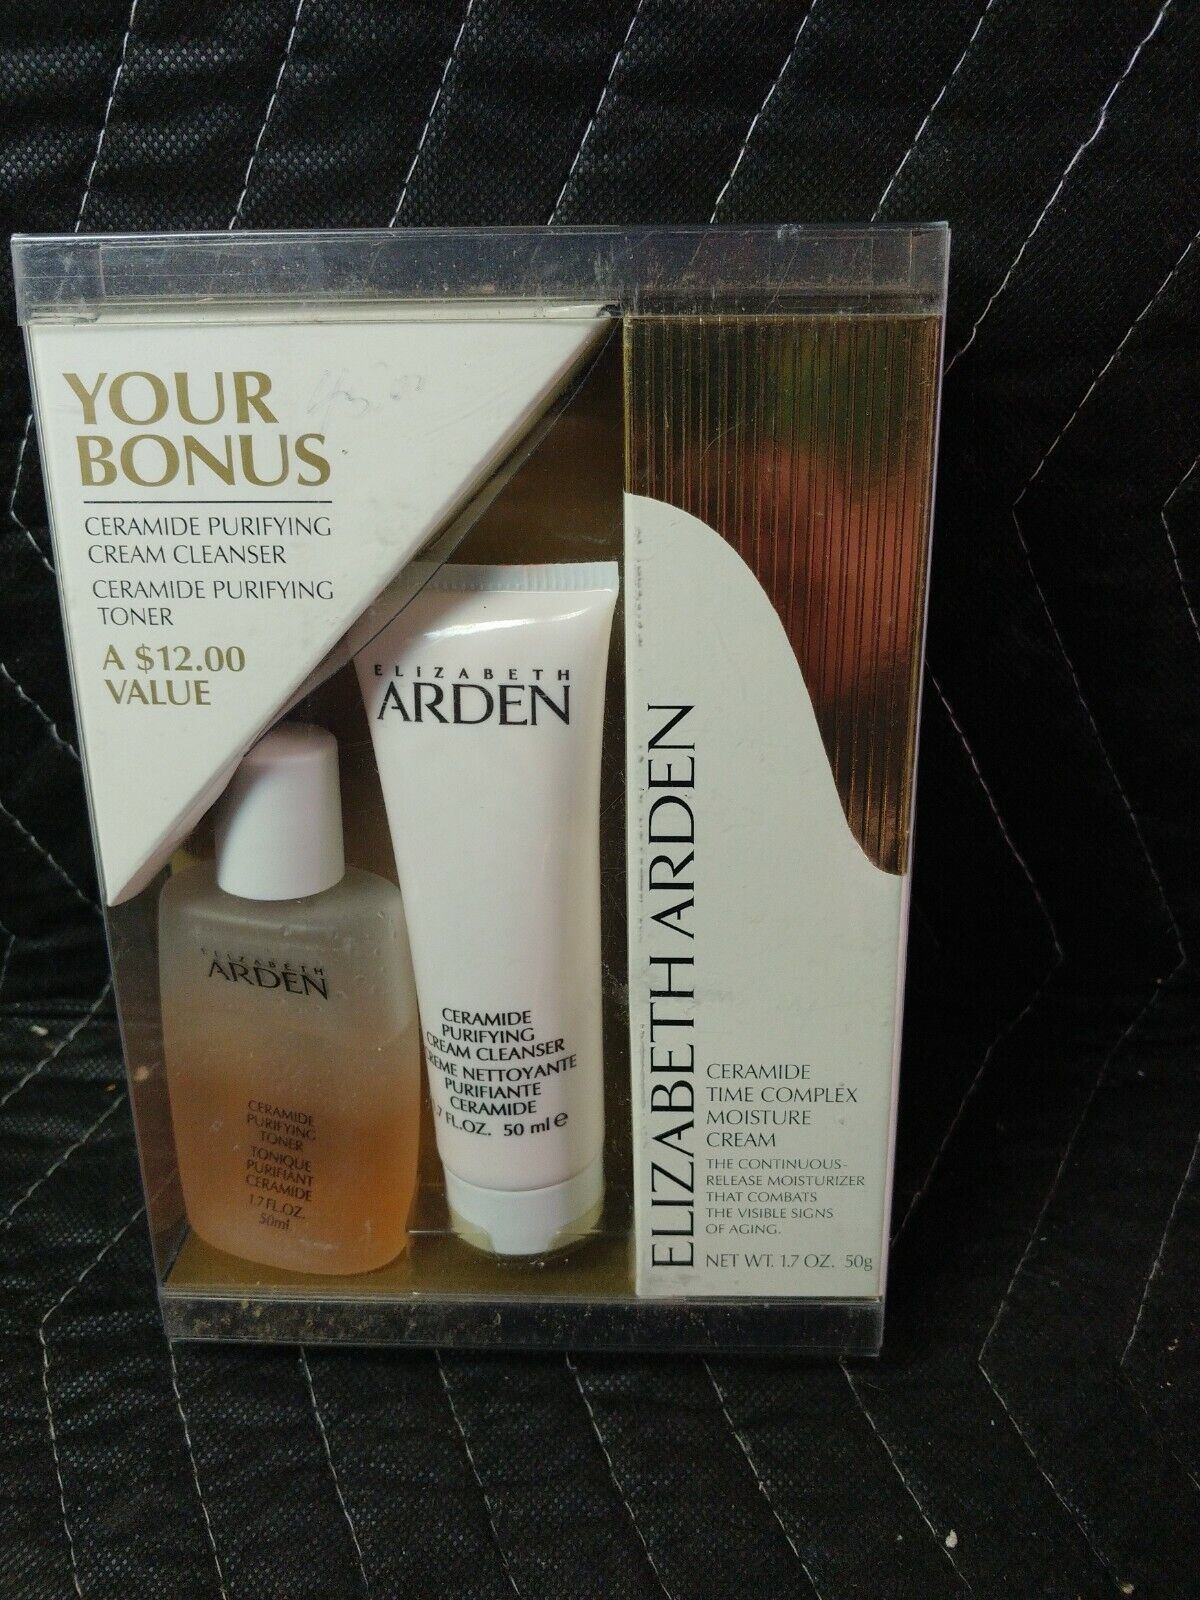 YOUR
BONUS
CERAMIDE PURIFYING
CREAM CLEANSER
CERAMIDE PURIFYING
TONER
A $12.00
VALUE
ELIZABETH
ARDEN
CERAMIDE
PURIFYING
TONER
TONIQUE
PURIFIANT
CERAMIDE
1.7 FL.OZ.
50ml
ELIZABETH
ARDEN
CERAMIDE
PURIFYING
CREAM CLEANSER
CREME NETTOYANTE
PURIFIANTE
CERAMIDE
.7 FL.OZ. 50 ml e
ELIZABETH ARDEN
CERAMIDE
TIME COMPLEX
MOISTURE
CREAM
THE CONTINUOUS-
RELEASE MOISTURIZER
THAT COMBATS
THE VISIBLE SIGNS
OF AGING.
NET WT. 1.7 OZ. 50g